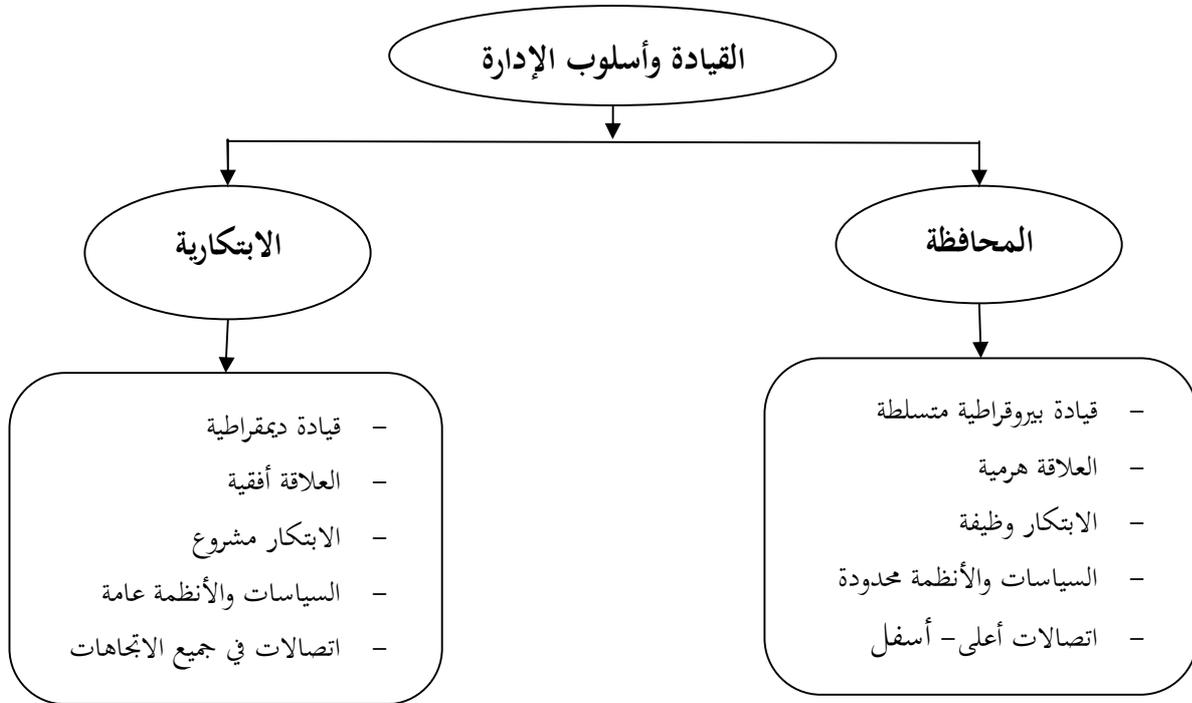 القيادة وأسلوب الإدارة
المحافظة
الابتكارية
- قيادة بيروقراطية متسلطة
- العلاقة هرمية
- الابتكار وظيفة
- السياسات والأنظمة محدودة
- اتصالات أعلى- أسفل
- قيادة ديمقراطية
- العلاقة أفقية
- الابتكار مشروع
- السياسات والأنظمة عامة
- اتصالات في جميع الاتجاهات